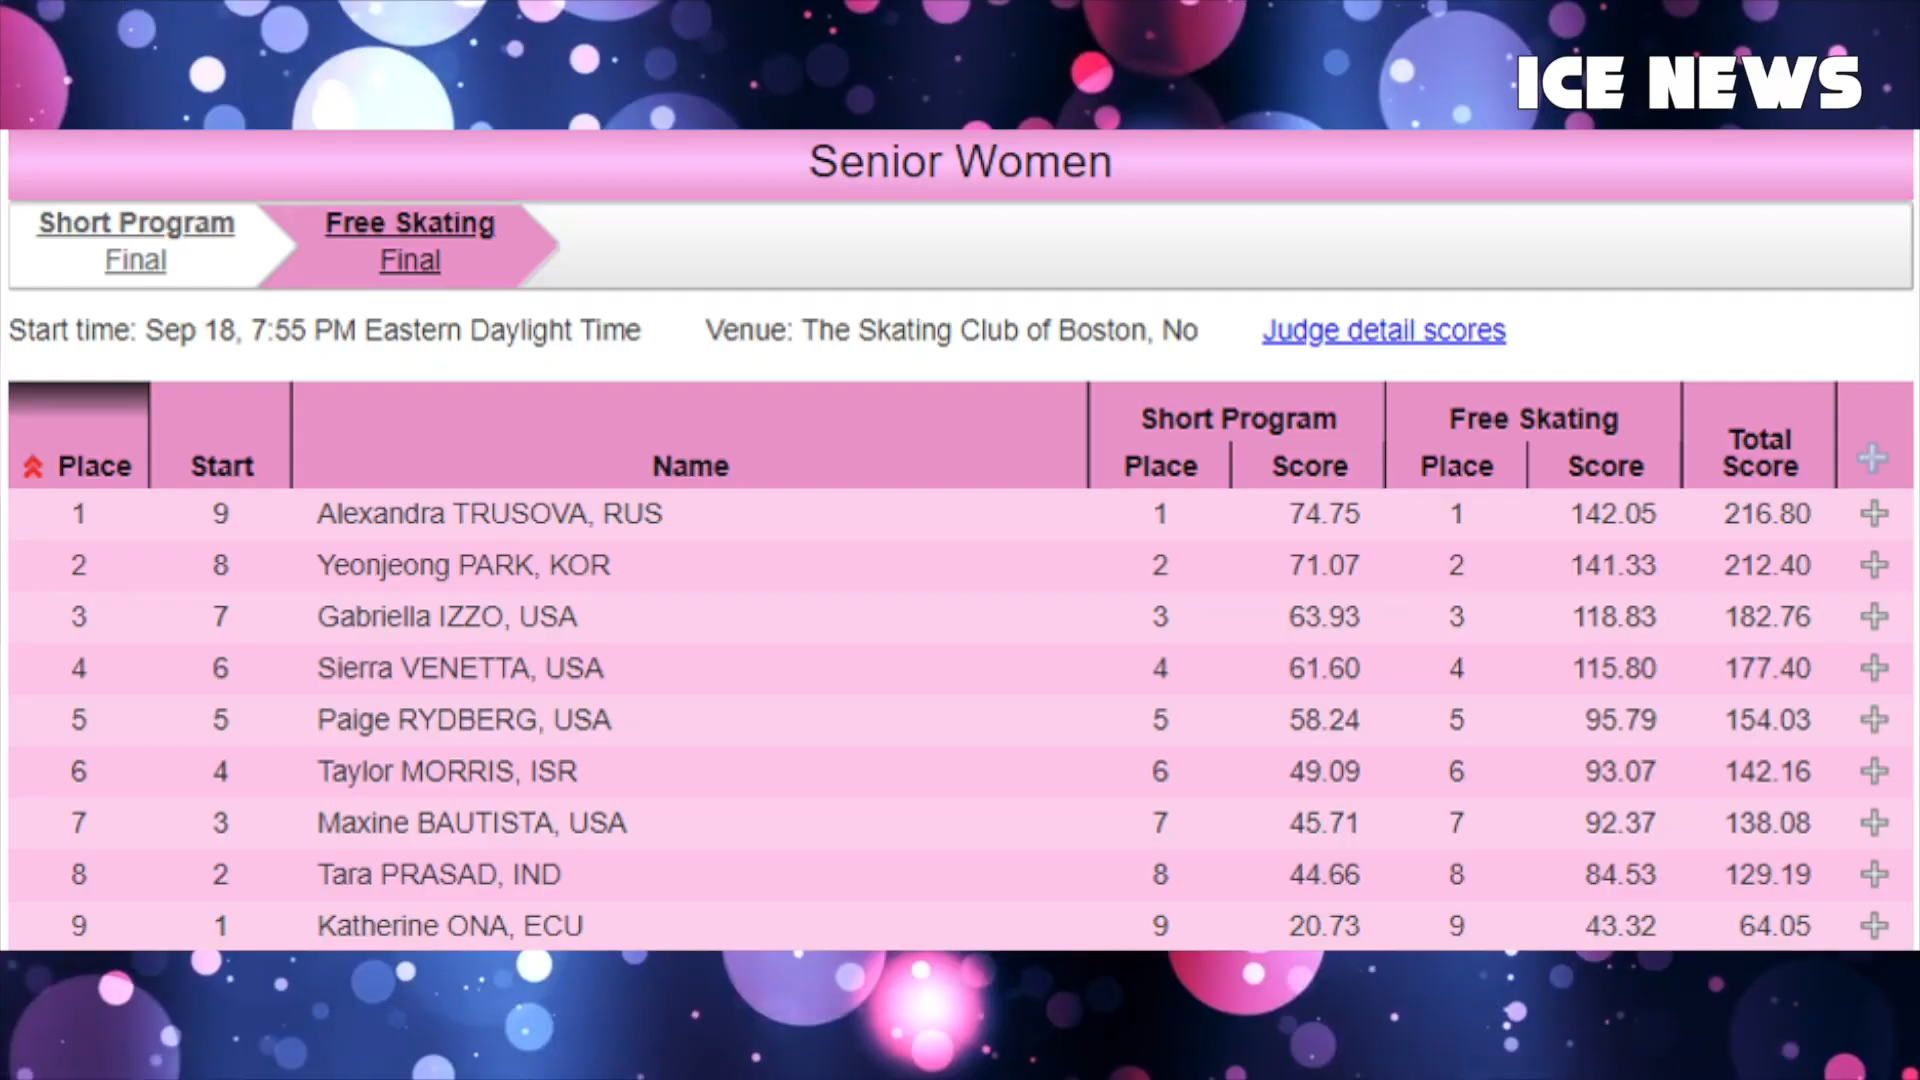 ICE NEWS
Senior Women
Short Program Free Skating
Final Final
Start time: Sep 18, 7:55 PM Eastern Daylight Time Venue: The Skating Club of Boston, No Judge detail scores
Short Program Free Skating Total
Place Start Name Place Score Place Score Score
1 9 Alexandra TRUSOVA, RUS 1 74.75 1 142.05 216.80
2 8 Yeonjeong PARK, KOR 2 71.07 2 141.33 212.40
3 7 Gabriella IZZO, USA 3 63.93 3 118.83 182.76
4 6 Sierra VENETTA, USA 4 61.60 4 115.80 177.40
5 5 Paige RYDBERG, USA 5 58.24 5 95.79 154.03
6 4 Taylor MORRIS, ISR 6 49.09 6 93.07 142.16
7 3 Maxine BAUTISTA, USA 7 45.71 7 92.37 138.08
8 2 Tara PRASAD, IND 8 44.66 8 84.53 129.19
9 1 Katherine ONA, ECU 9 20.73 9 43.32 64.05